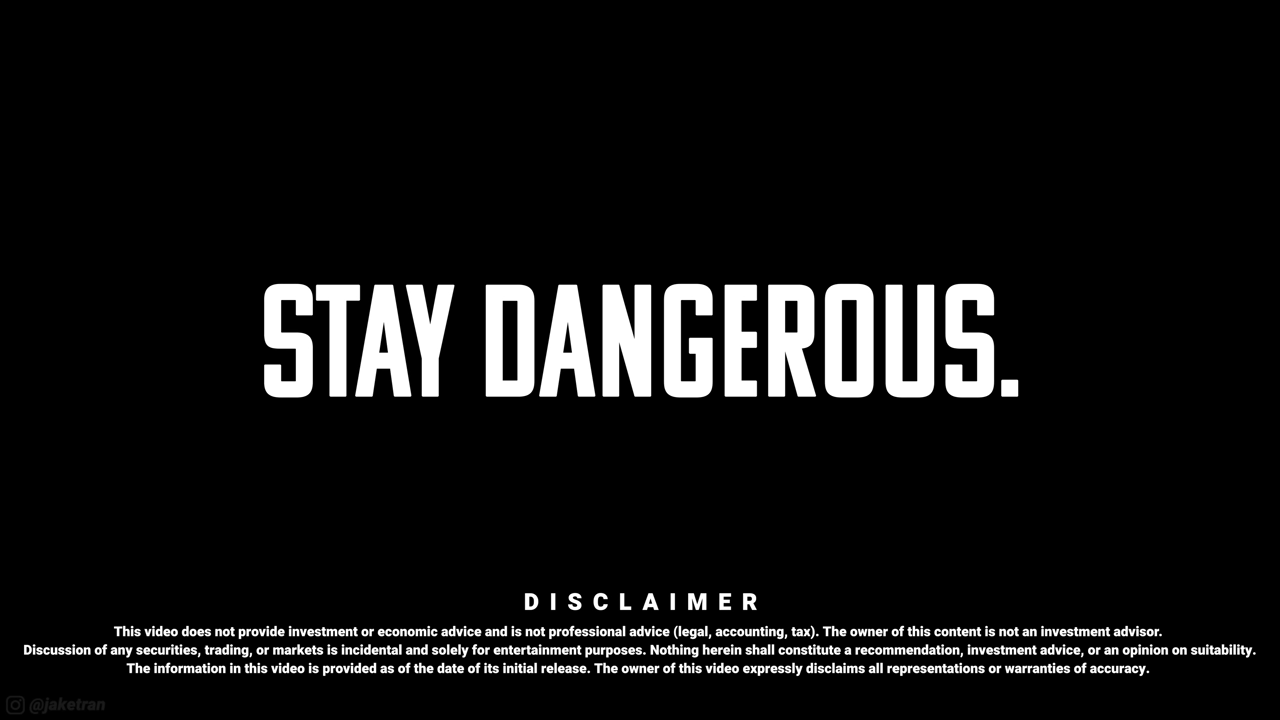 STAY DANGEROUS.
DISCLAIMER
This video does not provide investment or economic advice and is not professional advice (legal, accounting, tax). The owner of this content is not an investment advisor.
Discussion of any securities, trading, or markets is incidental and solely for entertainment purposes. Nothing herein shall constitute a recommendation, investment advice, or an opinion on suitability.
The information in this video is provided as of the date of its initial release. The owner of this video expressly disclaims all representations or warranties of accuracy.
@jaketran